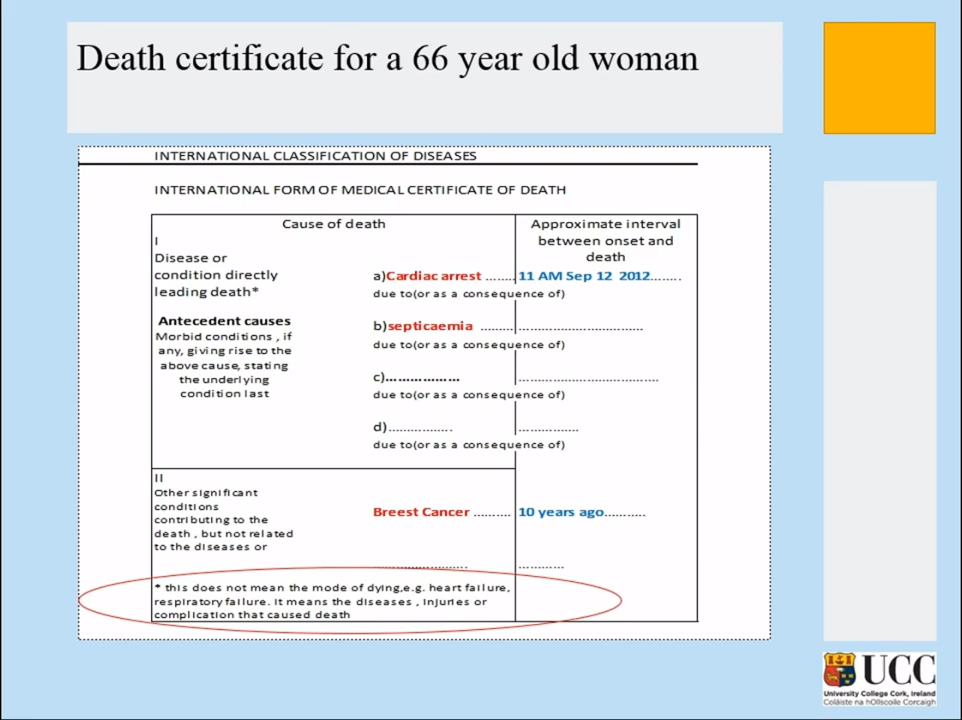 Death certificate for a 66 year old woman
INTERNATIONAL CLASSIFICATION OF DISEASES
INTERNATIONAL FORM OF MEDICAL CERTIFICATE OF DEATH
Cause of death
Approximate interval
between onset and
death
I
Disease or
condition directly
leading death*
a)Cardiac arrest ....... 11 AM Sep 12 2012........
due to(or as a consequence of)
Antecedent causes
Morbid conditions , if
any, giving rise to the
above cause, stating
the underlying
condition last
b)septicaemia ......... ................................
due to(or as a consequence of)
c).................. ....................................
due to(or as a consequence of)
d)................. ...............
due to(or as a consequence of)
II
Other significant
conditions
contributing to the
death , but not related
to the diseases or
Breest Cancer .......... 10 years ago...........
* this does not mean the mode of dying,e.g. heart failure,
respiratory failure. it means the diseases , injuries or
complication that caused death
UCC
University College Cork, Ireland
Coláiste na hOllscoile Corcaigh